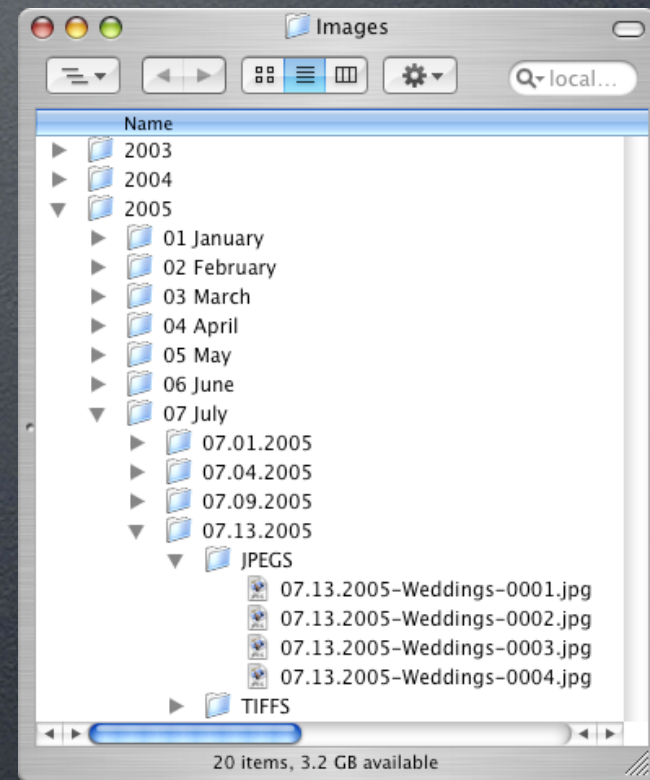 Images
local...
Name
2003
2004
2005
01 January
02 February
03 March
04 April
05 May
06 June
07 July
07.01.2005
07.04.2005
07.09.2005
07.13.2005
JPEGS
07.13.2005-Weddings-0001.jpg
07.13.2005-Weddings-0002.jpg
07.13.2005-Weddings-0003.jpg
07.13.2005-Weddings-0004.jpg
TIFFS
20 items, 3.2 GB available